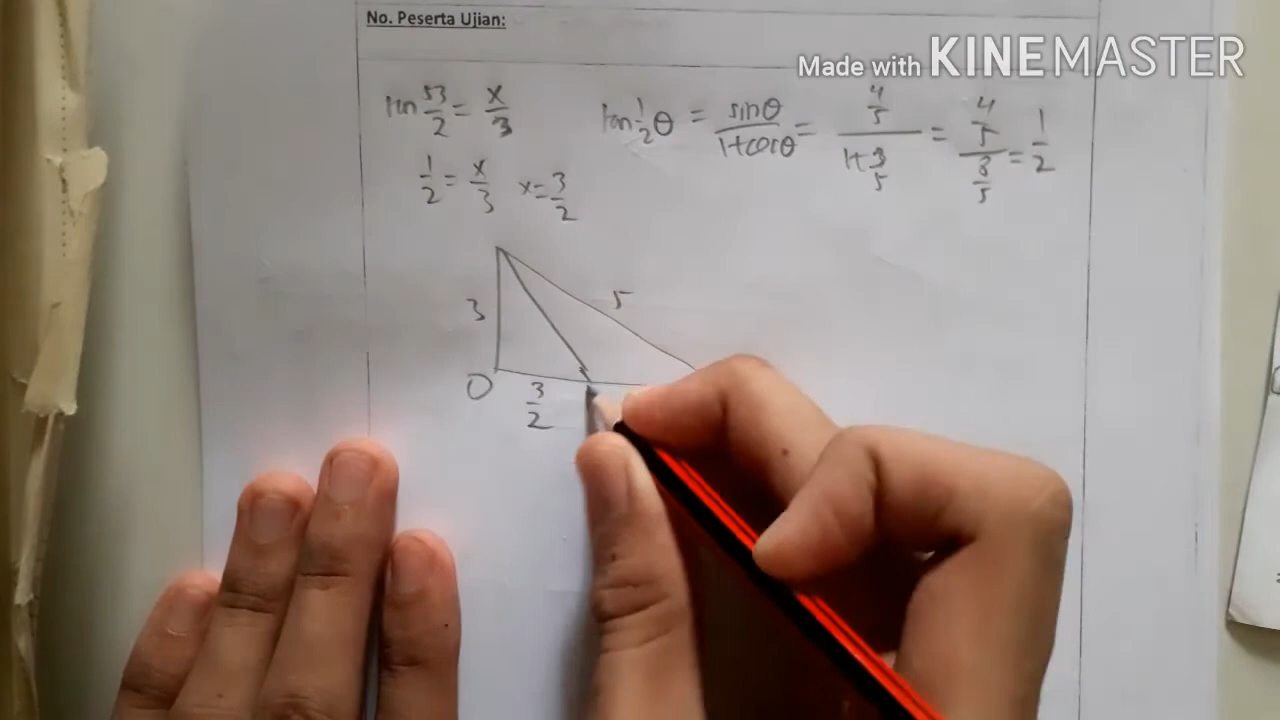 No. Peserta Ujian:
Made with KINEMASTER
tan 53/2 = x/3
tan 1/2 θ = sinθ/1+cosθ = 4/5 / 1+3/5 = 4/5 / 8/5 = 1/2
1/2 = x/3 x = 3/2
3
5
O
3/2